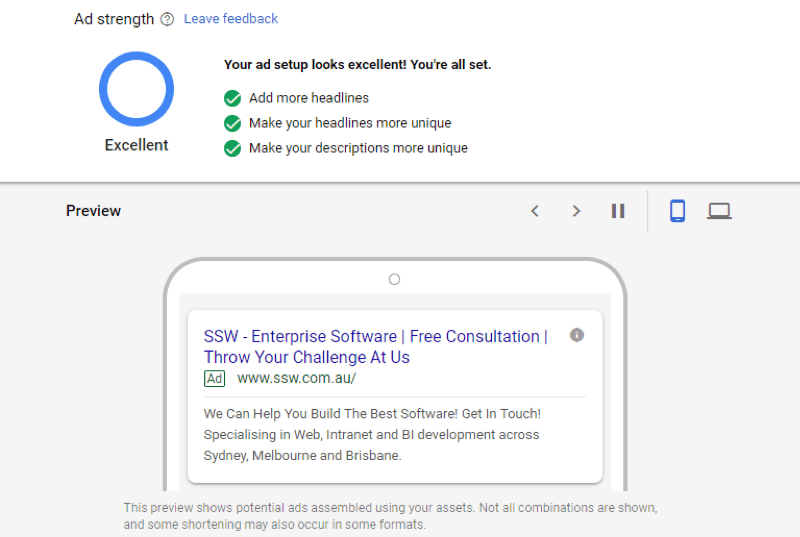 Ad strength ? Leave feedback
Your ad setup looks excellent! You're all set.
Add more headlines
Make your headlines more unique
Make your descriptions more unique
Excellent
Preview
SSW - Enterprise Software | Free Consultation |
Throw Your Challenge At Us
Ad www.ssw.com.au/
We Can Help You Build The Best Software! Get In Touch!
Specialising in Web, Intranet and BI development across
Sydney, Melbourne and Brisbane.
This preview shows potential ads assembled using your assets. Not all combinations are shown,
and some shortening may also occur in some formats.